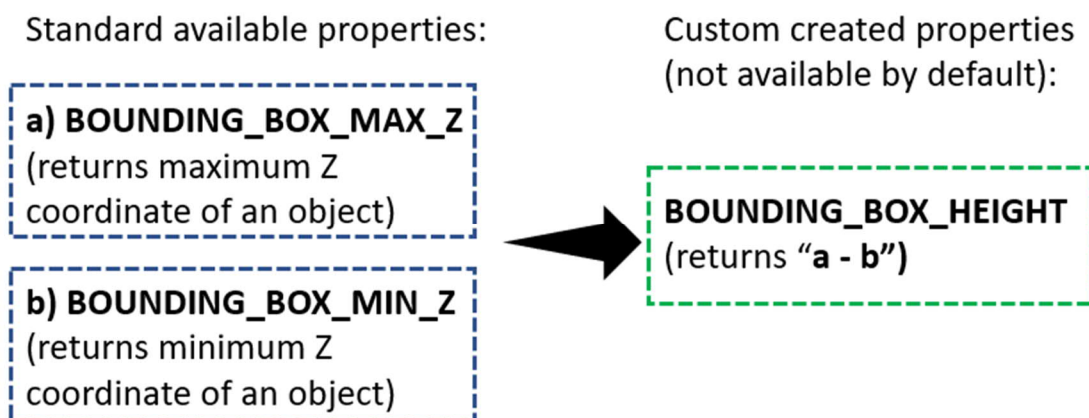 Standard available properties:
a) BOUNDING_BOX_MAX_Z
(returns maximum Z
coordinate of an object)
b) BOUNDING_BOX_MIN_Z
(returns minimum Z
coordinate of an object)
Custom created properties
(not available by default):
BOUNDING_BOX_HEIGHT
(returns “a - b”)